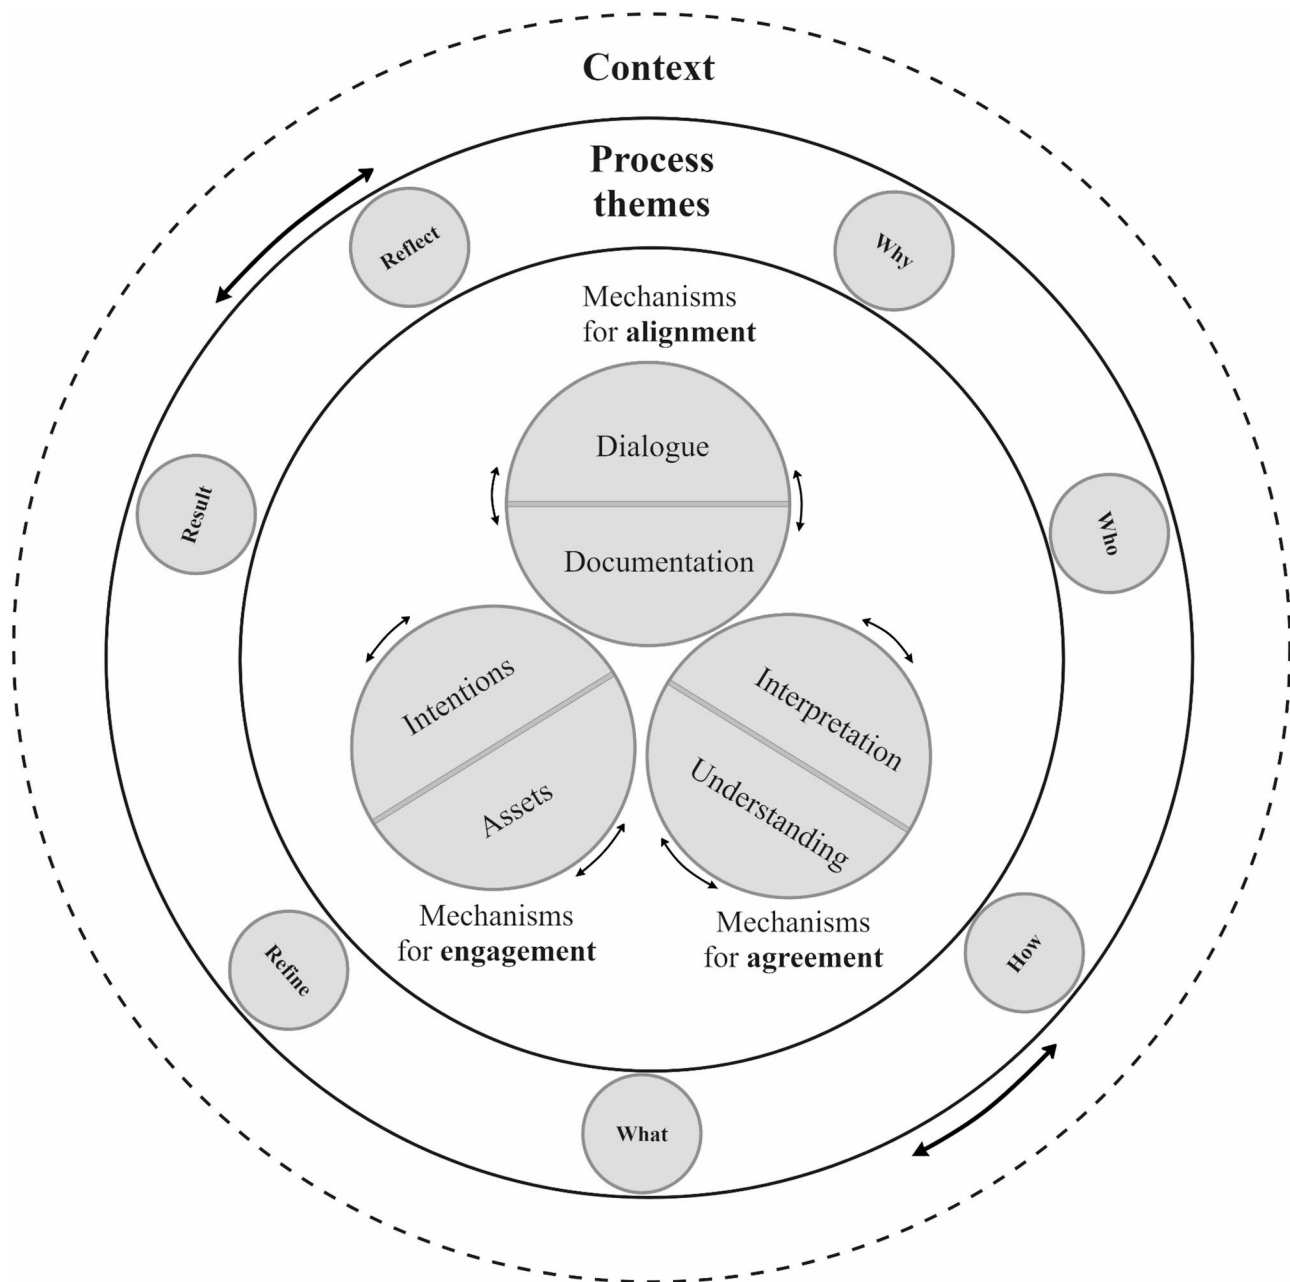 Context
Process
themes
Reflect
Why
Mechanisms
for alignment
Dialogue
Result
Who
Documentation
Intentions
Interpretation
Assets
Understanding
Mechanisms
for engagement
Mechanisms
for agreement
Refine
How
What